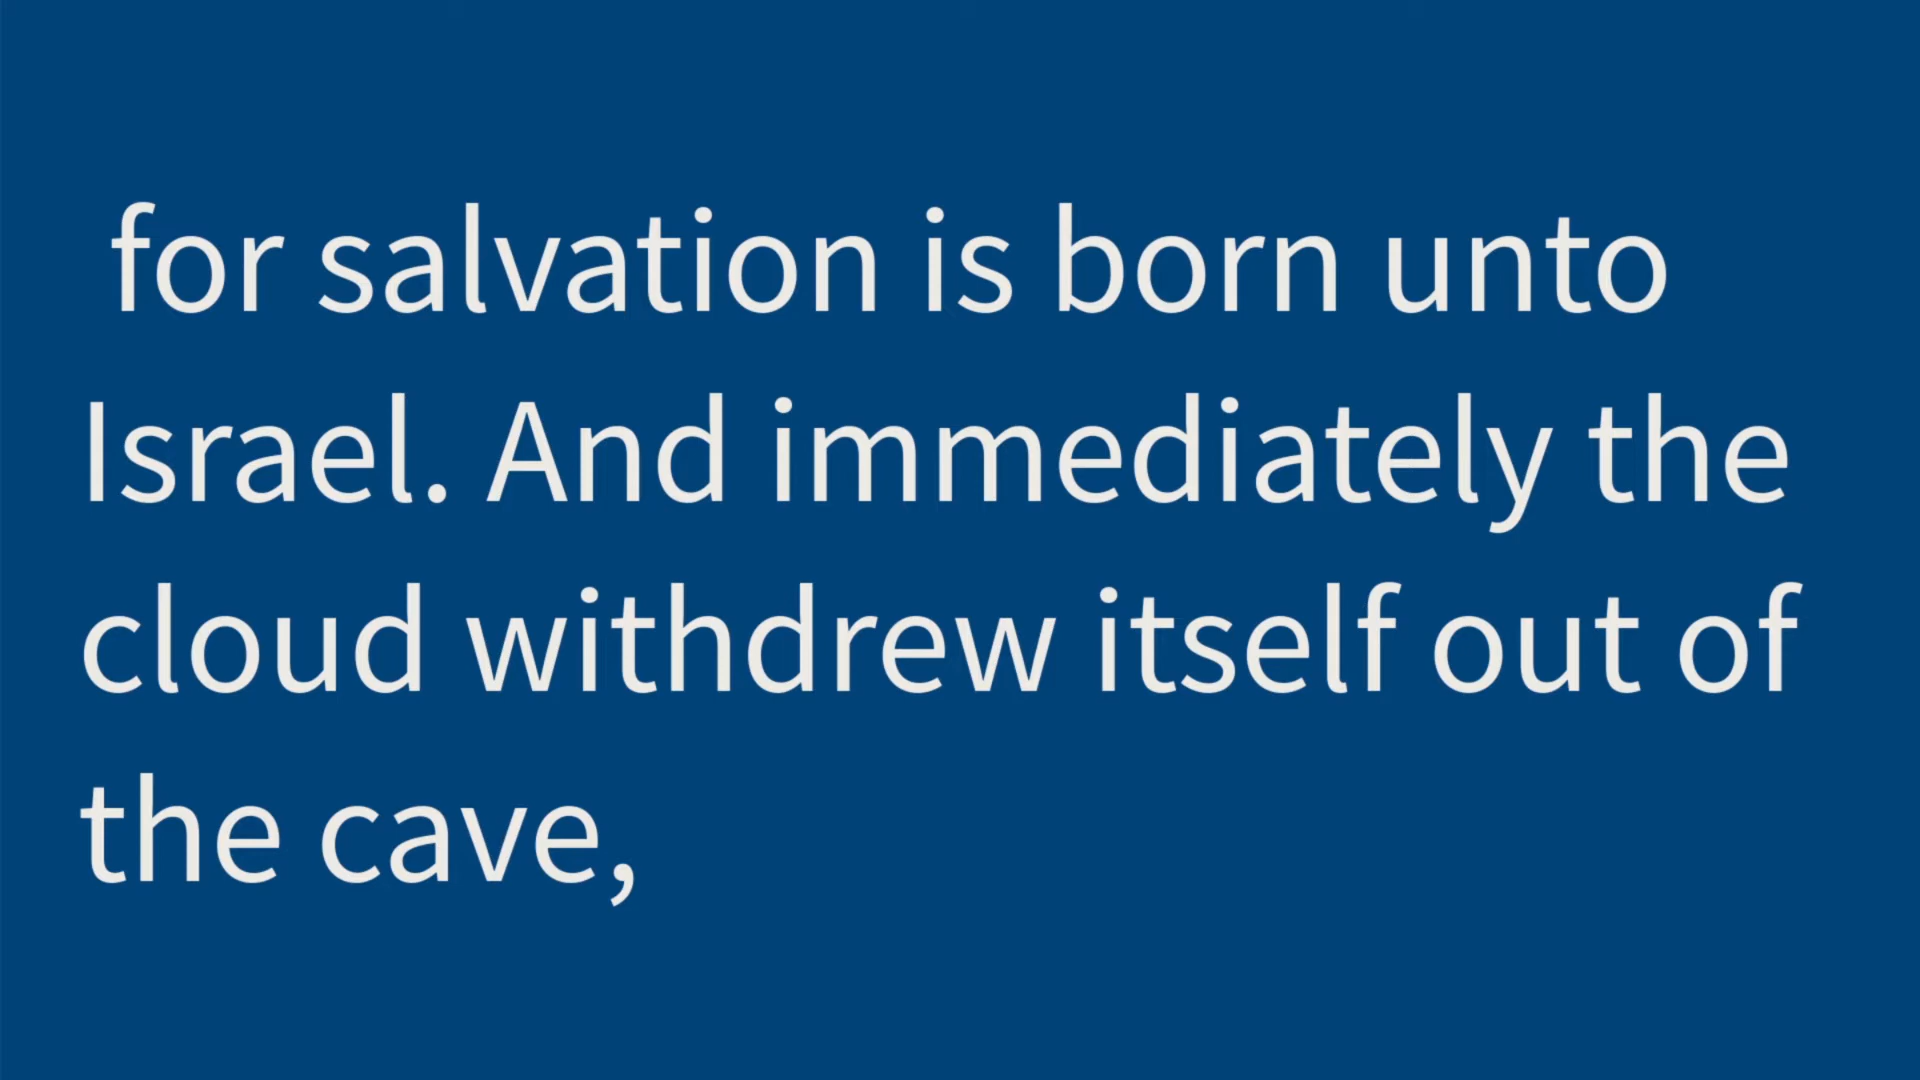 for salvation is born unto
Israel. And immediately the
cloud withdrew itself out of
the cave,